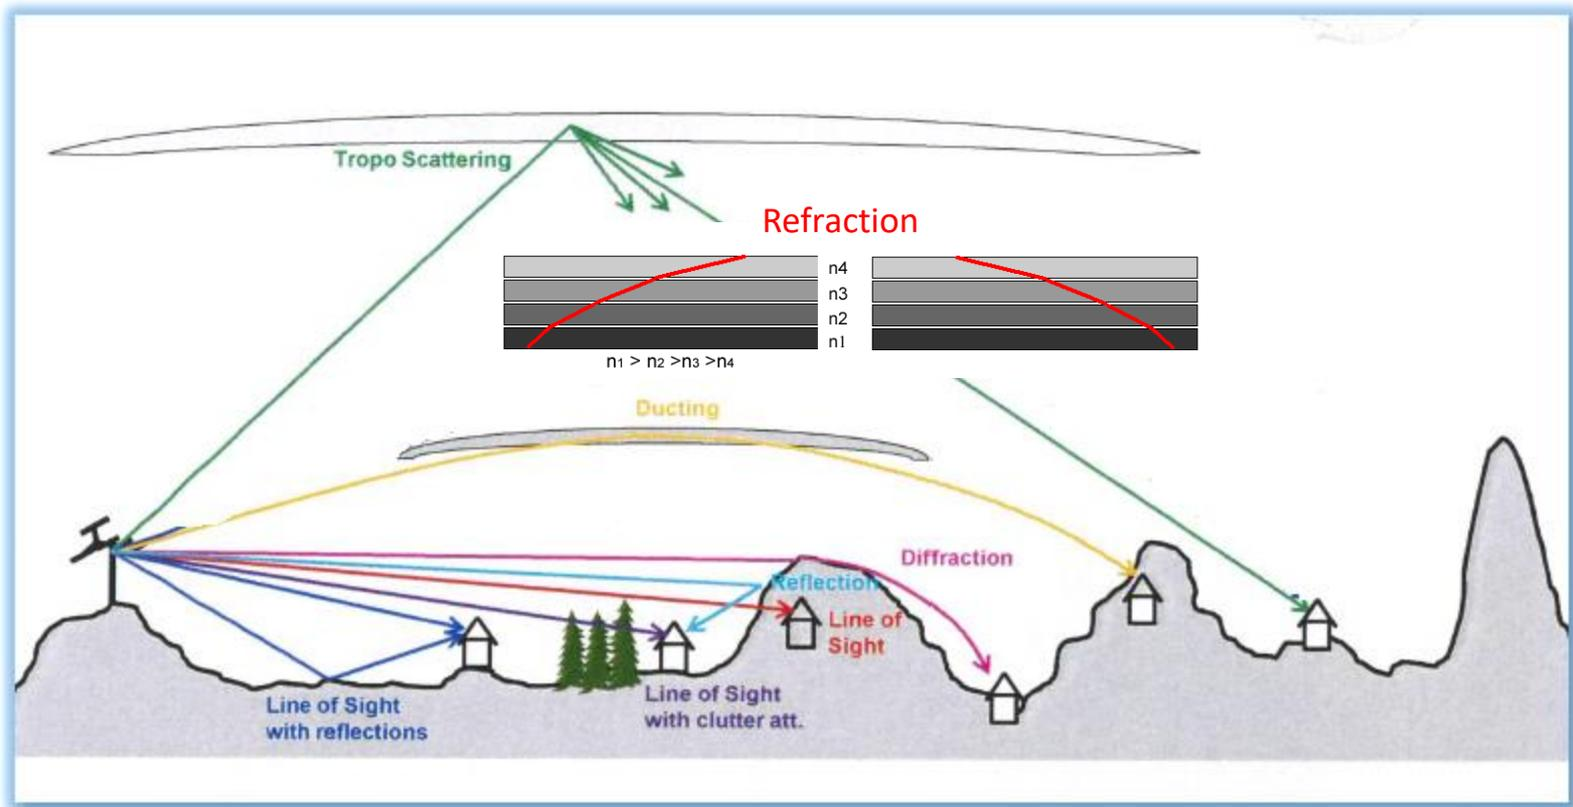 Tropo Scattering
Refraction
n4
n3
n2
n1
n1 > n2 >n3 >n4
Ducting
Diffraction
Reflection
Line of
Sight
Line of Sight
with clutter att.
Line of Sight
with reflections